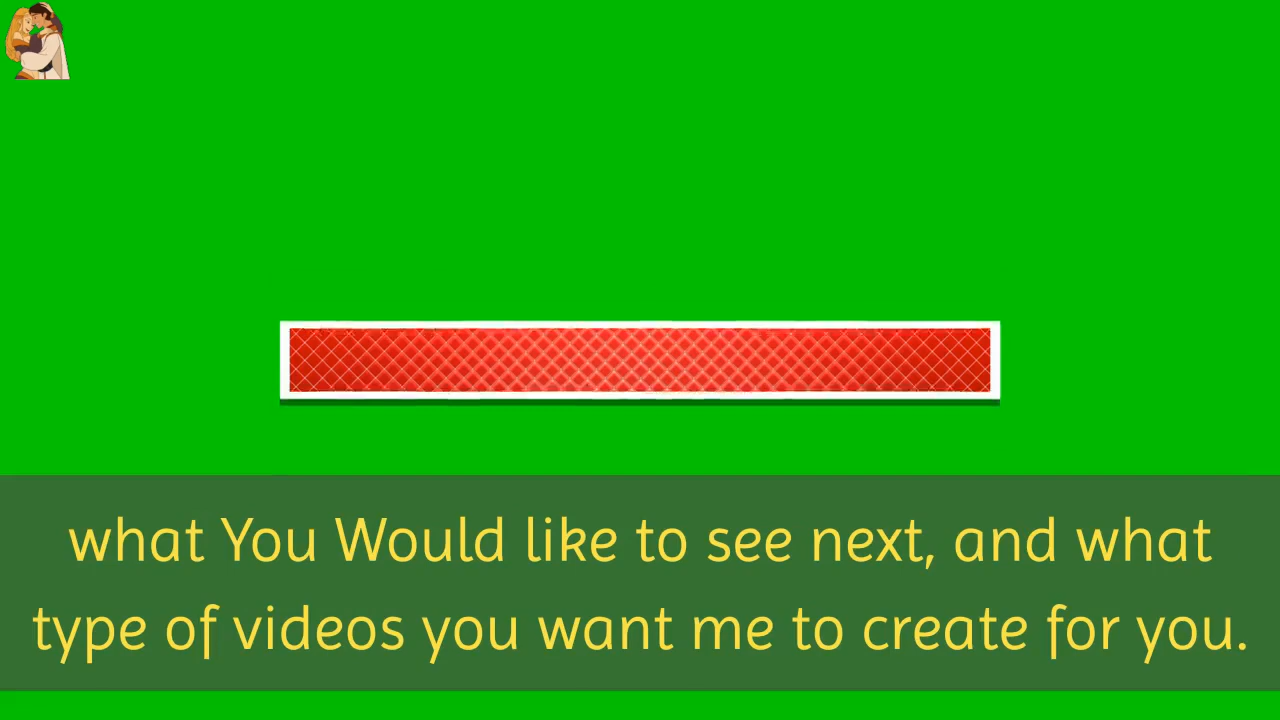 what You Would like to see next, and what
type of videos you want me to create for you.